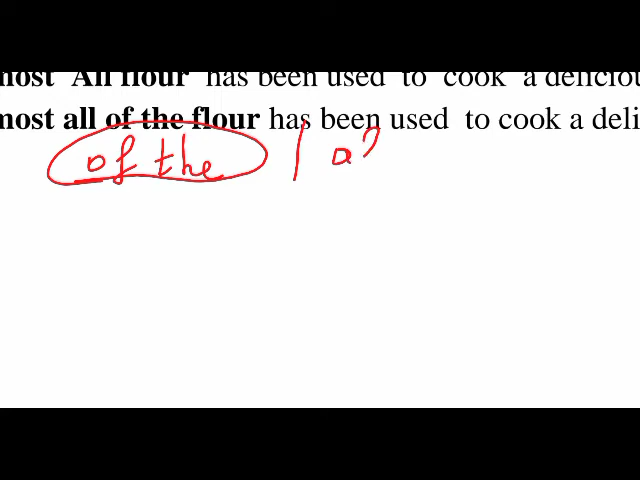 most All flour has been used to cook a deliciou
most all of the flour has been used to cook a deli
of the / a?